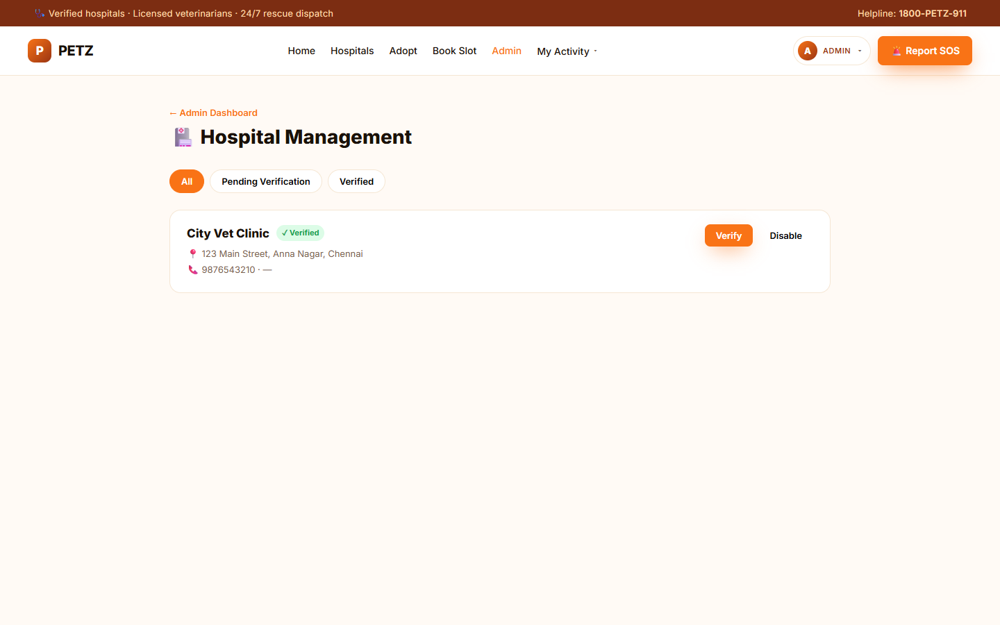 Verified hospitals · Licensed veterinarians · 24/7 rescue dispatch
Helpline: 1800-PETZ-911
P PETZ
Home Hospitals Adopt Book Slot Admin My Activity
A ADMIN
Report SOS
← Admin Dashboard
Hospital Management
All Pending Verification Verified
City Vet Clinic ✓ Verified
Verify Disable
123 Main Street, Anna Nagar, Chennai
9876543210 · —